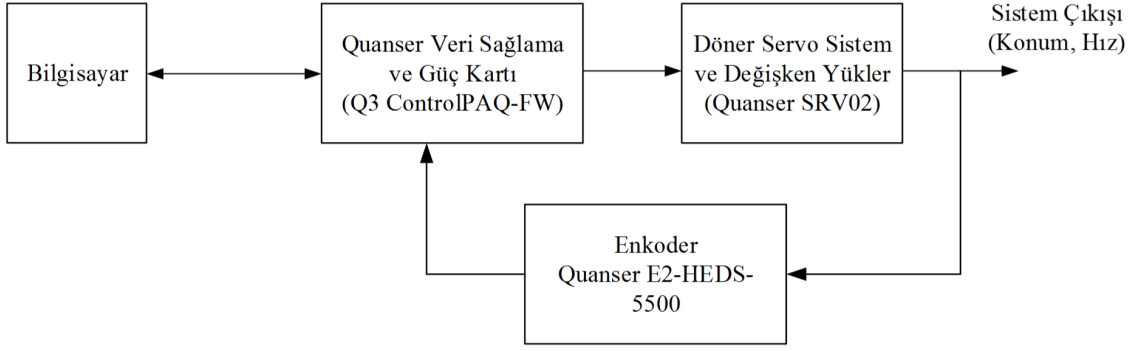 Sistem Çıkışı
(Konum, Hız)
Bilgisayar
Quanser Veri Sağlama
ve Güç Kartı
(Q3 ControlPAQ-FW)
Döner Servo Sistem
ve Değişken Yükler
(Quanser SRV02)
Enkoder
Quanser E2-HEDS-
5500